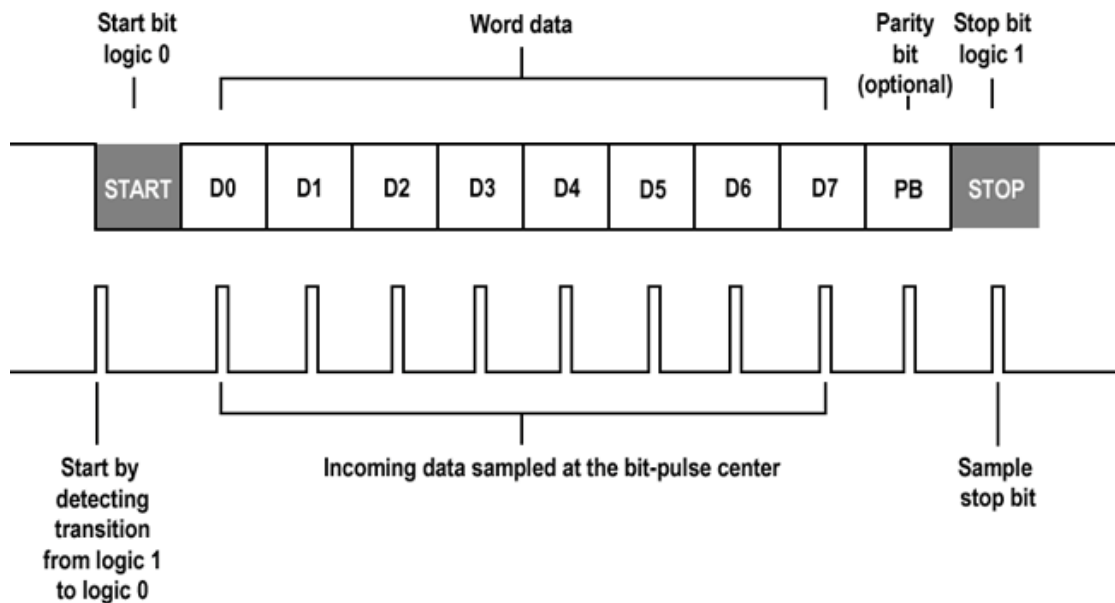 Start bit
logic 0
Word data
Parity
bit
(optional)
Stop bit
logic 1
START D0 D1 D2 D3 D4 D5 D6 D7 PB STOP
Start by
detecting
transition
from logic 1
to logic 0
Incoming data sampled at the bit-pulse center
Sample
stop bit